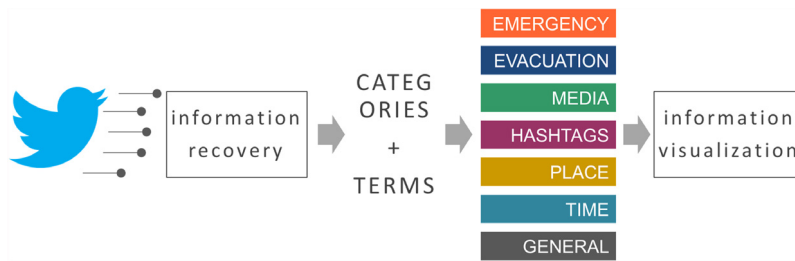 information
recovery
CATEG
ORIES
+
TERMS
EMERGENCY
EVACUATION
MEDIA
HASHTAGS
PLACE
TIME
GENERAL
information
visualization